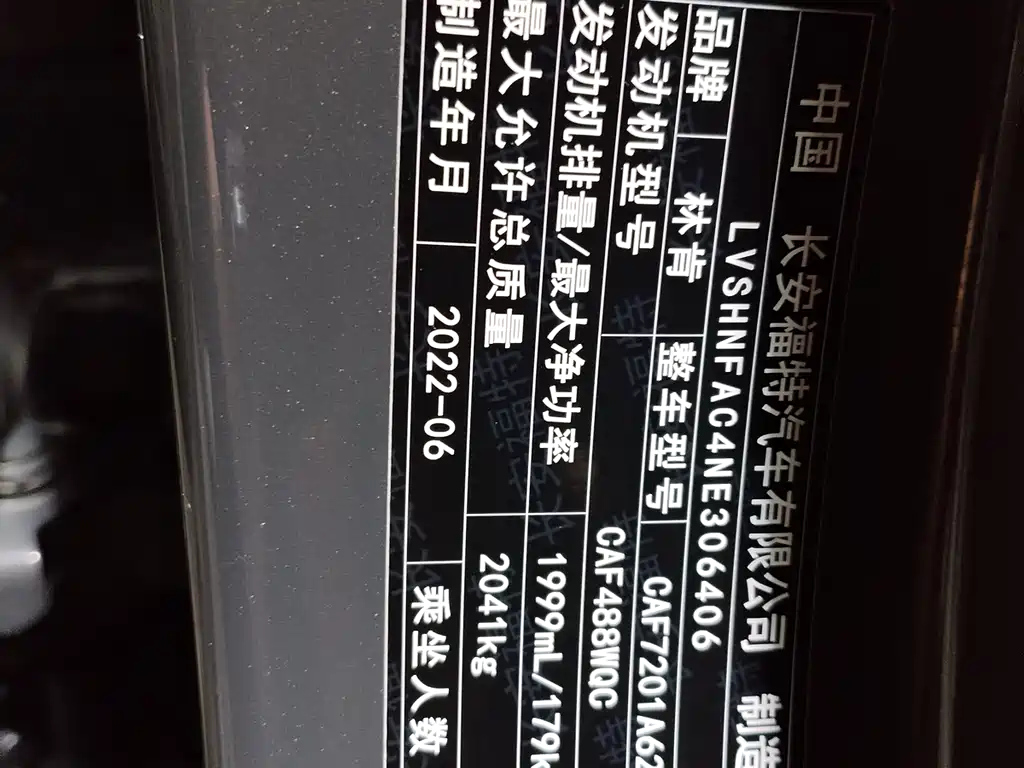 中国 长安福特汽车有限公司 制造
LVSHNFAC4NE306406
品牌 林肯 整车型号 CAF7201A62
发动机型号 CAF488WQC
发动机排量/最大净功率 1999mL/179k
最大允许总质量 2041kg
制造年月 2022-06 乘坐人数